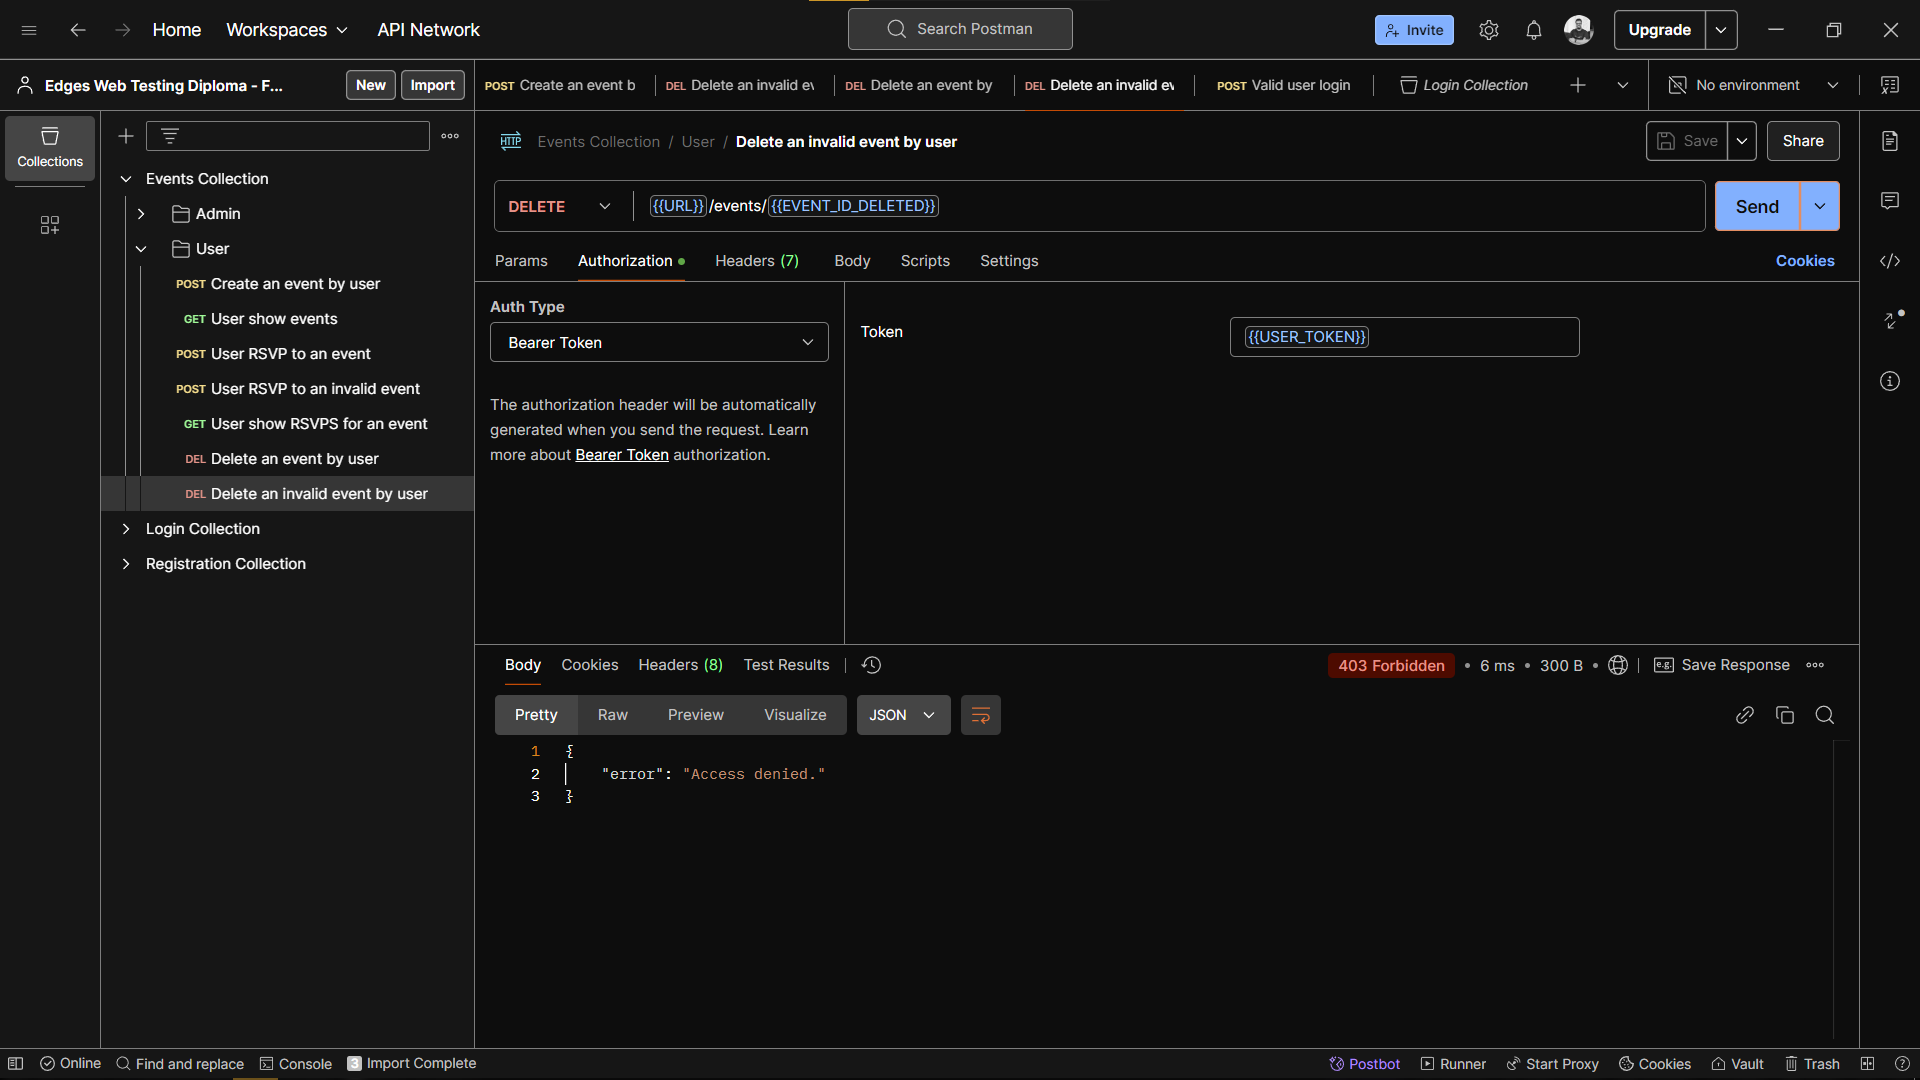 Home
Workspaces
API Network
Search Postman
Invite
Upgrade
Edges Web Testing Diploma - F...
New
Import
POST Create an event b
DEL Delete an invalid ev
DEL Delete an event by
DEL Delete an invalid ev
POST Valid user login
Login Collection
No environment
Collections
Events Collection
Admin
User
POST Create an event by user
GET User show events
POST User RSVP to an event
POST User RSVP to an invalid event
GET User show RSVPS for an event
DEL Delete an event by user
DEL Delete an invalid event by user
Login Collection
Registration Collection
HTTP Events Collection / User / Delete an invalid event by user
Save
Share
DELETE
{{URL}}/events/{{EVENT_ID_DELETED}}
Send
Params
Authorization
Headers (7)
Body
Scripts
Settings
Cookies
Auth Type
Bearer Token
The authorization header will be automatically
generated when you send the request. Learn
more about Bearer Token authorization.
Token
{{USER_TOKEN}}
Body
Cookies
Headers (8)
Test Results
403 Forbidden • 6 ms • 300 B •
e.g. Save Response
Pretty
Raw
Preview
Visualize
JSON
1 {
2 "error": "Access denied."
3 }
Online
Find and replace
Console
3 Import Complete
Postbot
Runner
Start Proxy
Cookies
Vault
Trash